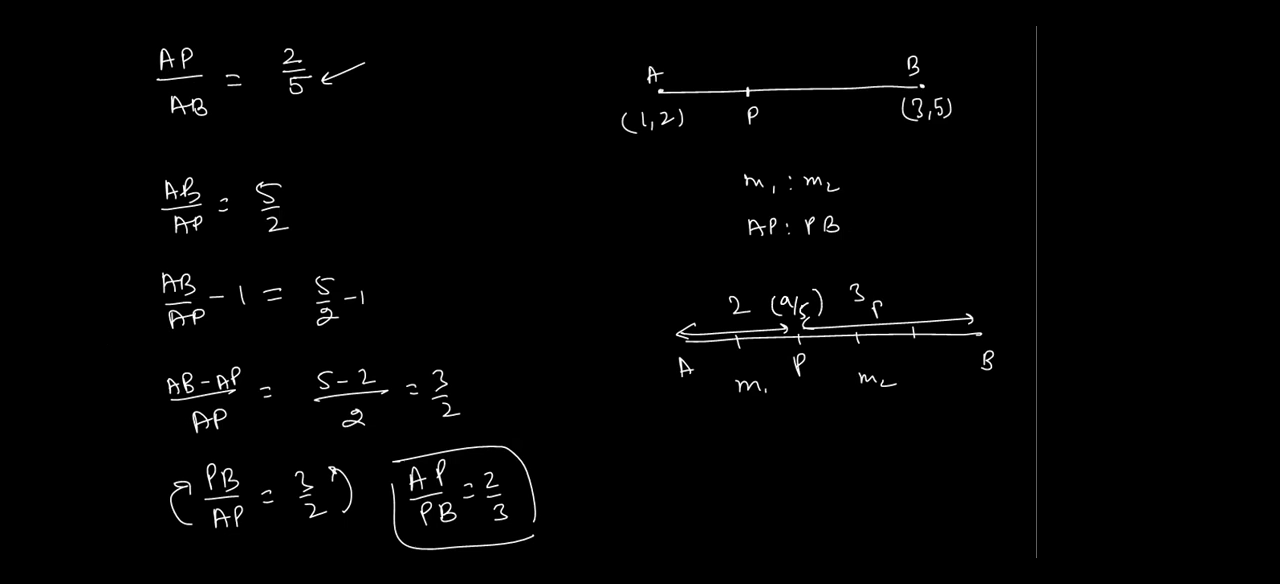 AP/AB = 2/5
AB/AP = 5/2
AB/AP - 1 = 5/2 - 1
AB-AP/AP = 5-2/2 = 3/2
PB/AP = 3/2
AP/PB = 2/3
A B
(1,2) P (3,5)
m₁ : m₂
AP : PB
2 3
A P B
m₁ m₂